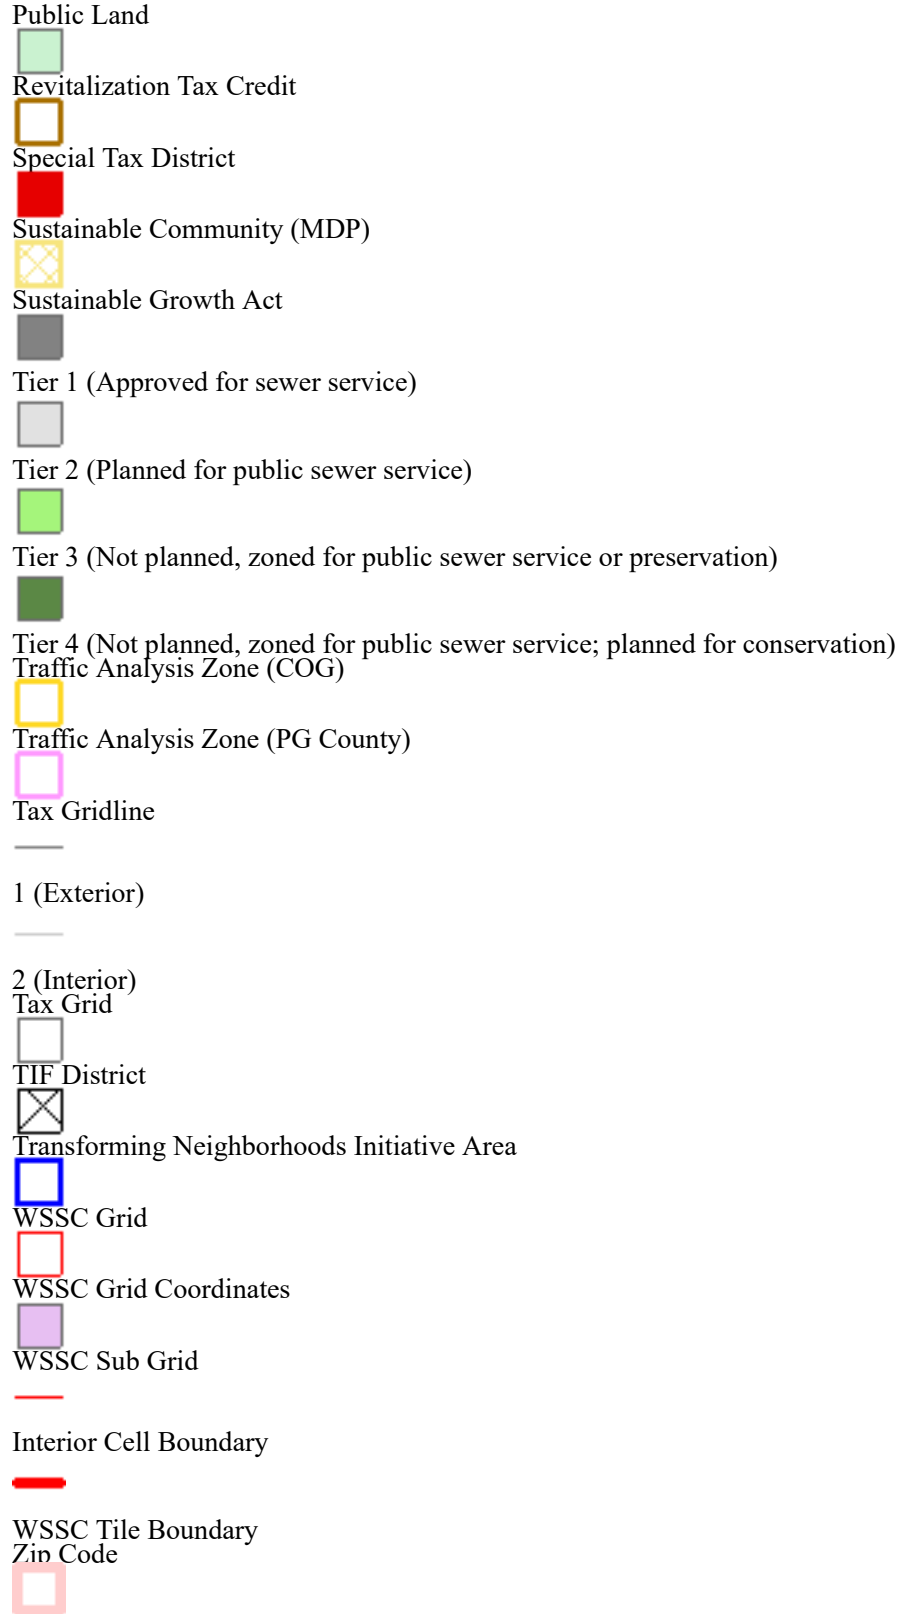 Public Land
Revitalization Tax Credit
Special Tax District
Sustainable Community (MDP)
Sustainable Growth Act
Tier 1 (Approved for sewer service)
Tier 2 (Planned for public sewer service)
Tier 3 (Not planned, zoned for public sewer service or preservation)
Tier 4 (Not planned, zoned for public sewer service; planned for conservation)
Traffic Analysis Zone (COG)
Traffic Analysis Zone (PG County)
Tax Gridline
1 (Exterior)
2 (Interior)
Tax Grid
TIF District
Transforming Neighborhoods Initiative Area
WSSC Grid
WSSC Grid Coordinates
WSSC Sub Grid
Interior Cell Boundary
WSSC Tile Boundary
Zip Code